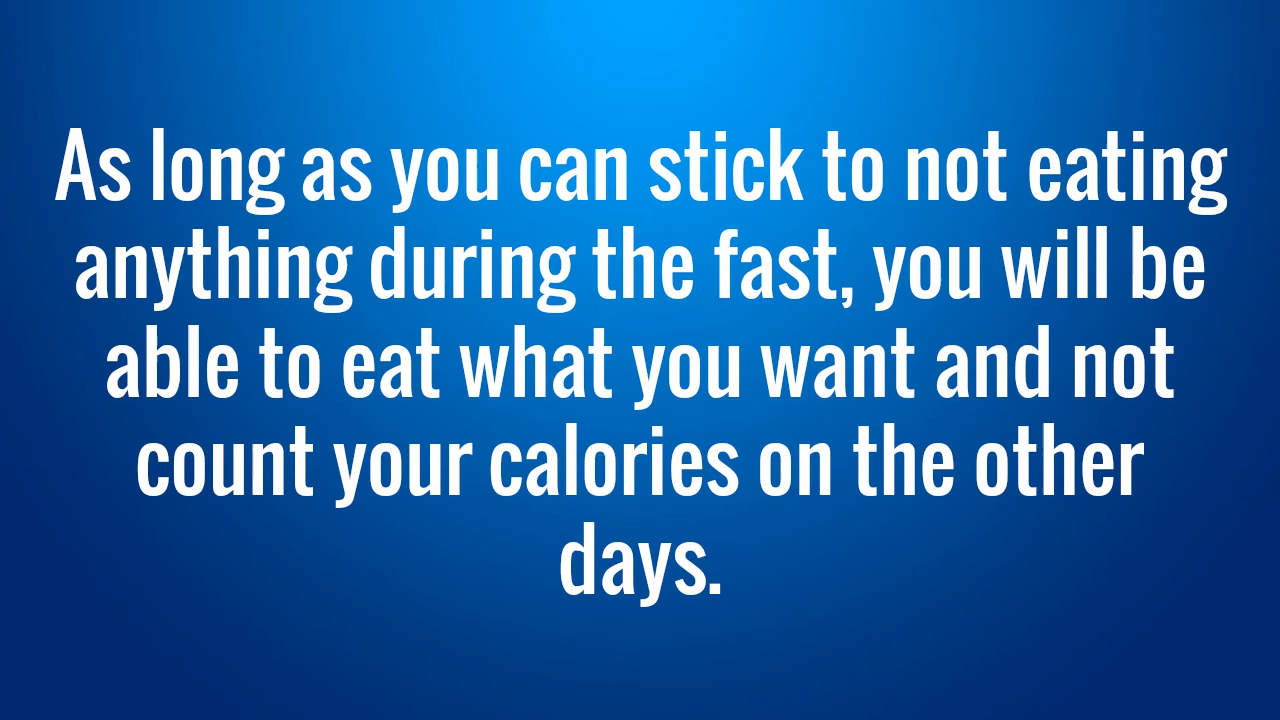 As long as you can stick to not eating
anything during the fast, you will be
able to eat what you want and not
count your calories on the other
days.